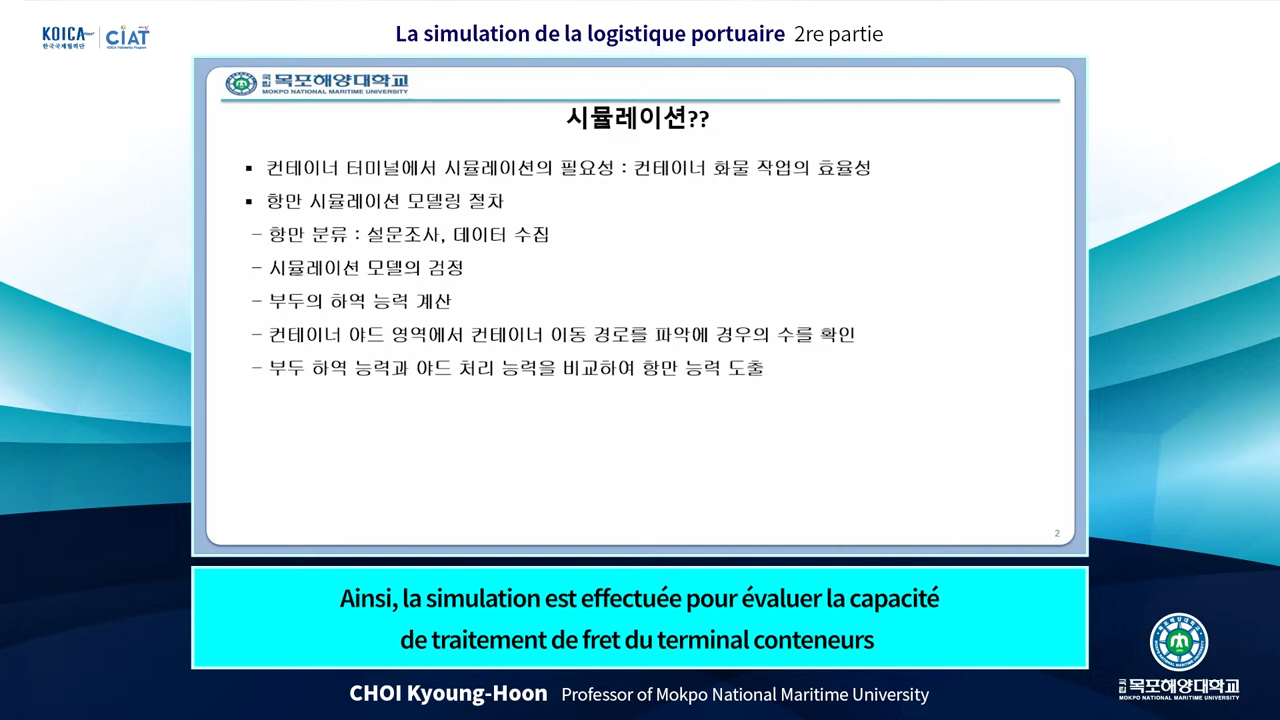 KOICA
한국국제협력단
CIAT
KOICA Fellowship Program
La simulation de la logistique portuaire 2re partie
국립 목포해양대학교
MOKPO NATIONAL MARITIME UNIVERSITY
시뮬레이션??
▪ 컨테이너 터미널에서 시뮬레이션의 필요성 : 컨테이너 화물 작업의 효율성
▪ 항만 시뮬레이션 모델링 절차
– 항만 분류 : 설문조사, 데이터 수집
– 시뮬레이션 모델의 검정
– 부두의 하역 능력 계산
– 컨테이너 야드 영역에서 컨테이너 이동 경로를 파악에 경우의 수를 확인
– 부두 하역 능력과 야드 처리 능력을 비교하여 항만 능력 도출
2
Ainsi, la simulation est effectuée pour évaluer la capacité
de traitement de fret du terminal conteneurs
CHOI Kyoung-Hoon Professor of Mokpo National Maritime University
국립 목포해양대학교
MOKPO NATIONAL MARITIME UNIVERSITY